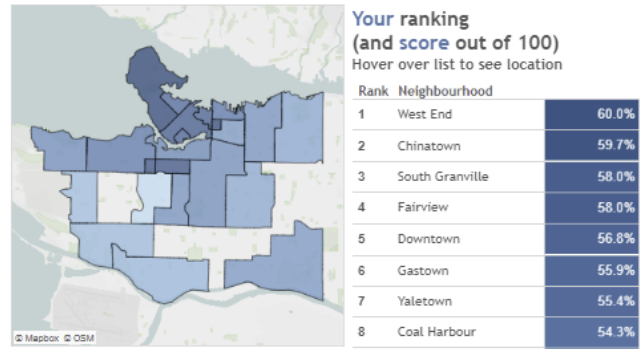 Your ranking
(and score out of 100)
Hover over list to see location
Rank Neighbourhood
1 West End 60.0%
2 Chinatown 59.7%
3 South Granville 58.0%
4 Fairview 58.0%
5 Downtown 56.8%
6 Gastown 55.9%
7 Yaletown 55.4%
8 Coal Harbour 54.3%
© Mapbox © OSM